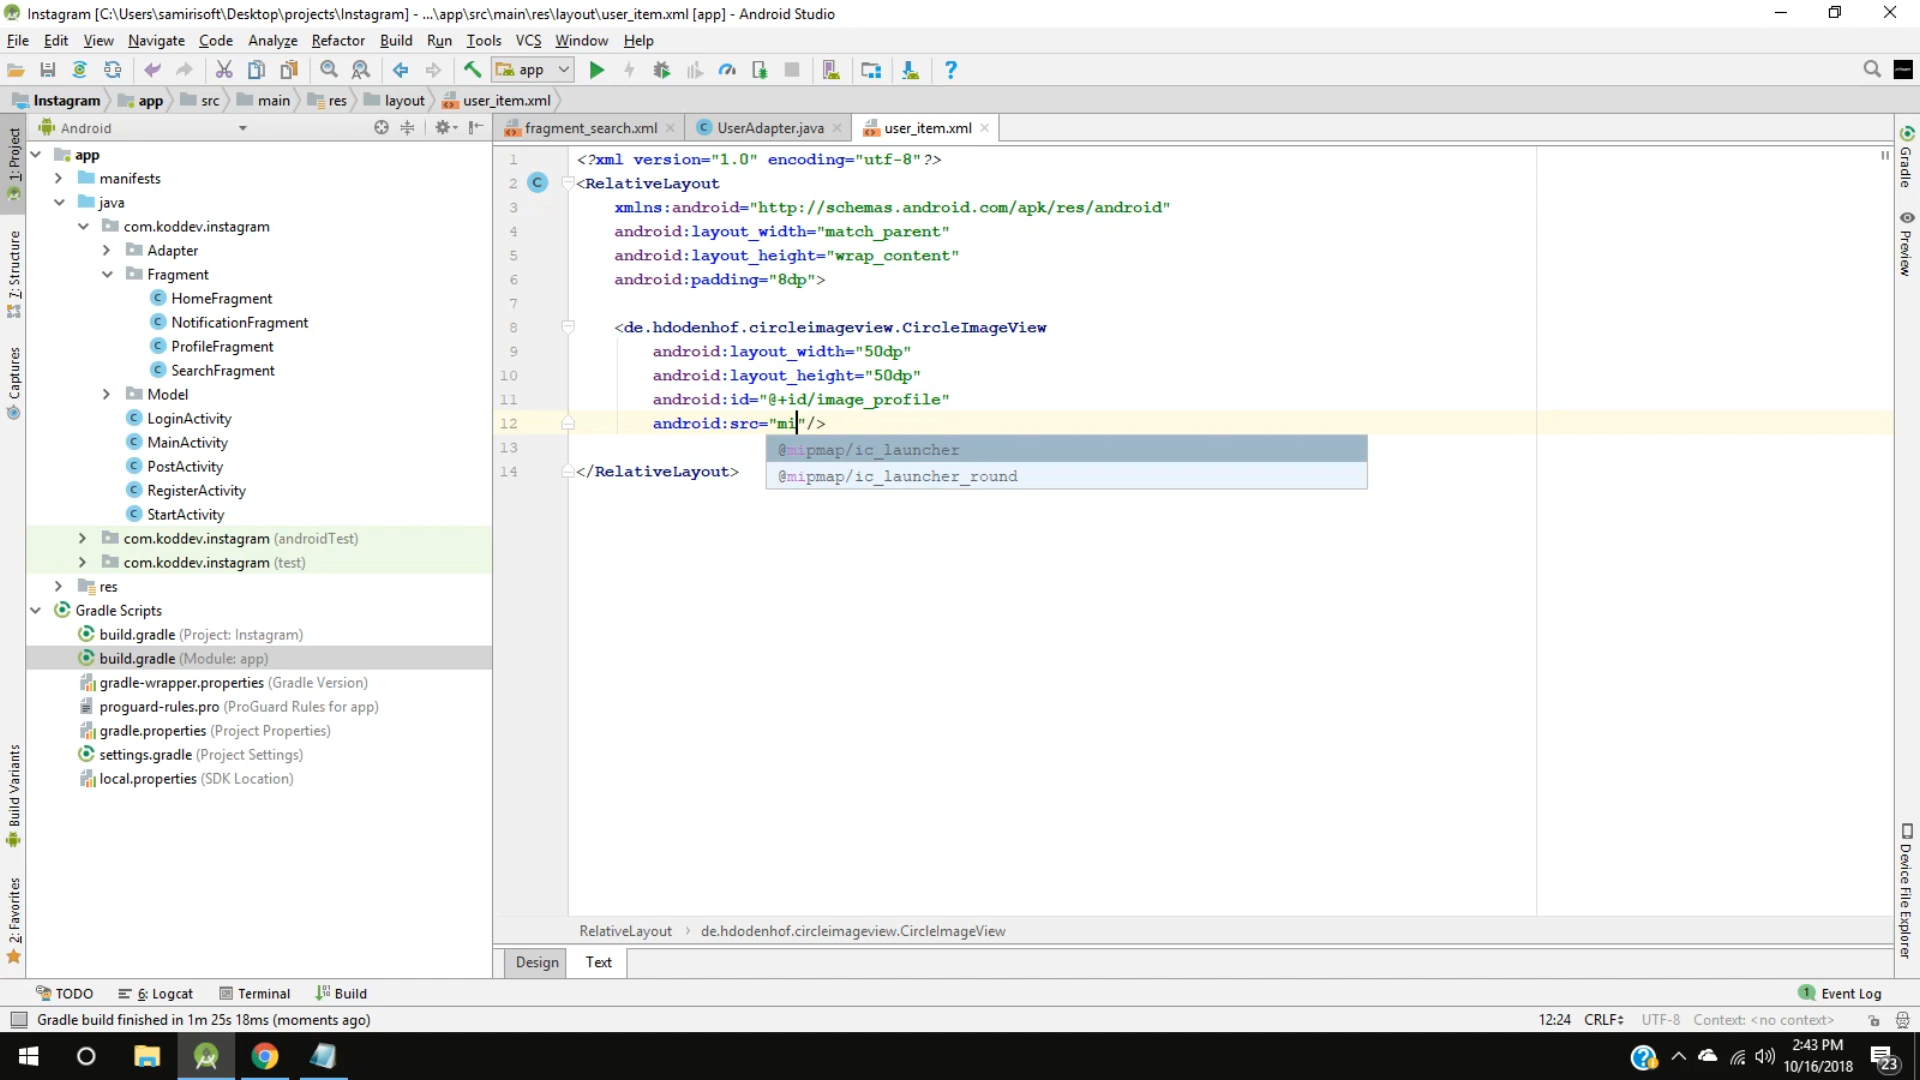 Instagram [C:\Users\samirisoft\Desktop\projects\Instagram] - ...\app\src\main\res\layout\user_item.xml [app] - Android Studio
File Edit View Navigate Code Analyze Refactor Build Run Tools VCS Window Help
app
Instagram app src main res layout user_item.xml
Android
fragment_search.xml UserAdapter.java user_item.xml
1: Project
7: Structure
Captures
Build Variants
2: Favorites
app
manifests
java
com.koddev.instagram
Adapter
Fragment
HomeFragment
NotificationFragment
ProfileFragment
SearchFragment
Model
LoginActivity
MainActivity
PostActivity
RegisterActivity
StartActivity
com.koddev.instagram (androidTest)
com.koddev.instagram (test)
res
Gradle Scripts
build.gradle (Project: Instagram)
build.gradle (Module: app)
gradle-wrapper.properties (Gradle Version)
proguard-rules.pro (ProGuard Rules for app)
gradle.properties (Project Properties)
settings.gradle (Project Settings)
local.properties (SDK Location)
1 <?xml version="1.0" encoding="utf-8"?>
2 C <RelativeLayout
3 xmlns:android="http://schemas.android.com/apk/res/android"
4 android:layout_width="match_parent"
5 android:layout_height="wrap_content"
6 android:padding="8dp">
7
8 <de.hdodenhof.circleimageview.CircleImageView
9 android:layout_width="50dp"
10 android:layout_height="50dp"
11 android:id="@+id/image_profile"
12 android:src="mi"/>
13
@mipmap/ic_launcher
14 </RelativeLayout>
@mipmap/ic_launcher_round
Gradle
Preview
Device File Explorer
RelativeLayout › de.hdodenhof.circleimageview.CircleImageView
Design Text
TODO 6: Logcat Terminal Build
1 Event Log
Gradle build finished in 1m 25s 18ms (moments ago)
12:24 CRLF UTF-8 Context: <no context>
2:43 PM
10/16/2018
23